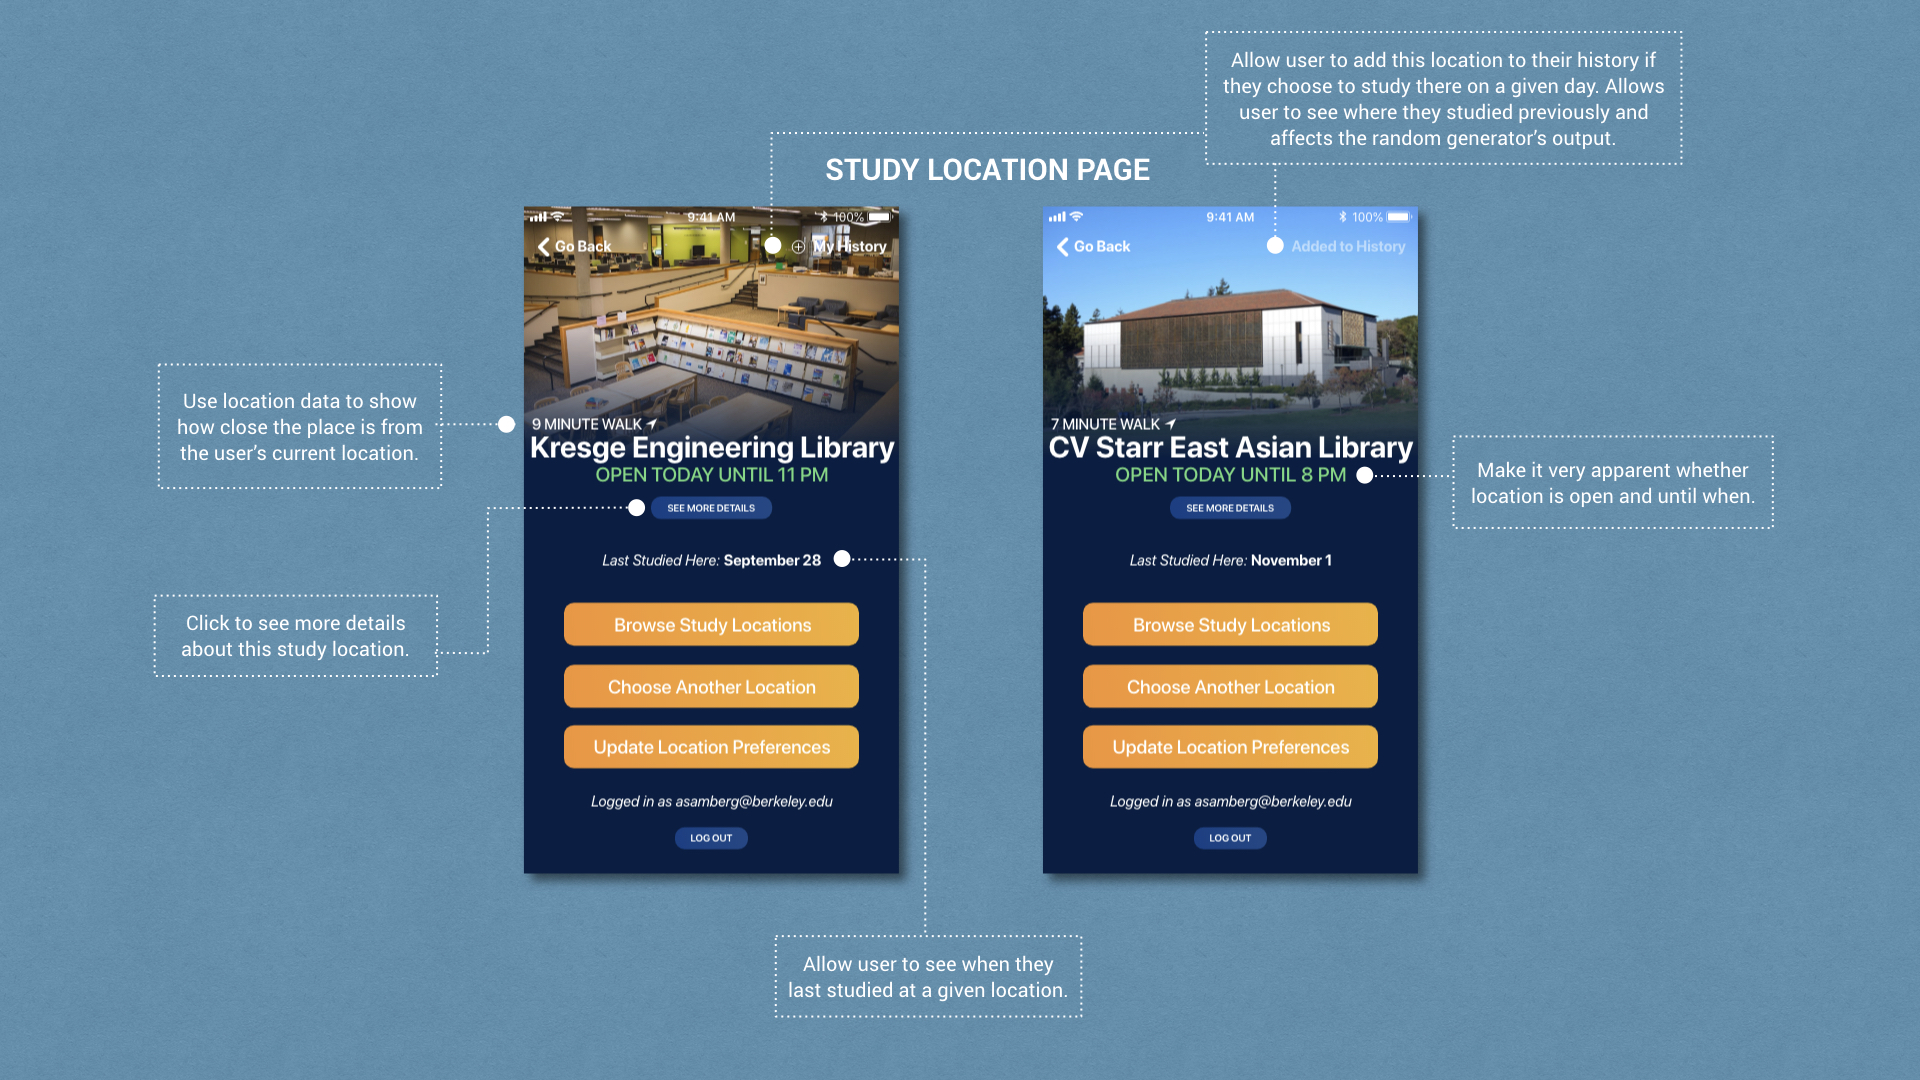 Allow user to add this location to their history if
they choose to study there on a given day. Allows
user to see where they studied previously and
affects the random generator’s output.
STUDY LOCATION PAGE
9:41 AM
100%
Go Back
My History
9 MINUTE WALK
Kresge Engineering Library
OPEN TODAY UNTIL 11 PM
SEE MORE DETAILS
Last Studied Here: September 28
Browse Study Locations
Choose Another Location
Update Location Preferences
Logged in as asamberg@berkeley.edu
LOG OUT
9:41 AM
100%
Go Back
Added to History
7 MINUTE WALK
CV Starr East Asian Library
OPEN TODAY UNTIL 8 PM
SEE MORE DETAILS
Last Studied Here: November 1
Browse Study Locations
Choose Another Location
Update Location Preferences
Logged in as asamberg@berkeley.edu
LOG OUT
Use location data to show
how close the place is from
the user’s current location.
Click to see more details
about this study location.
Make it very apparent whether
location is open and until when.
Allow user to see when they
last studied at a given location.